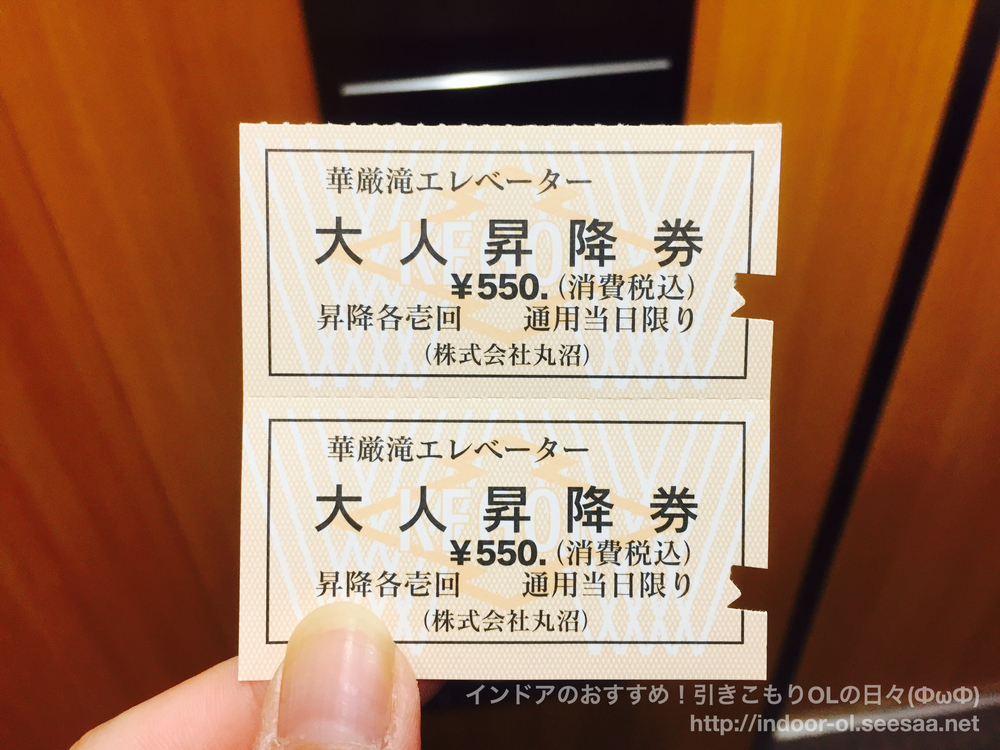 華厳滝エレベーター
大人昇降券
¥550.(消費税込)
昇降各壱回 通用当日限り
(株式会社丸沼)
華厳滝エレベーター
大人昇降券
¥550.(消費税込)
昇降各壱回 通用当日限り
(株式会社丸沼)
インドアのおすすめ!引きこもりOLの日々(ΦωΦ)
http://indoor-ol.seesaa.net